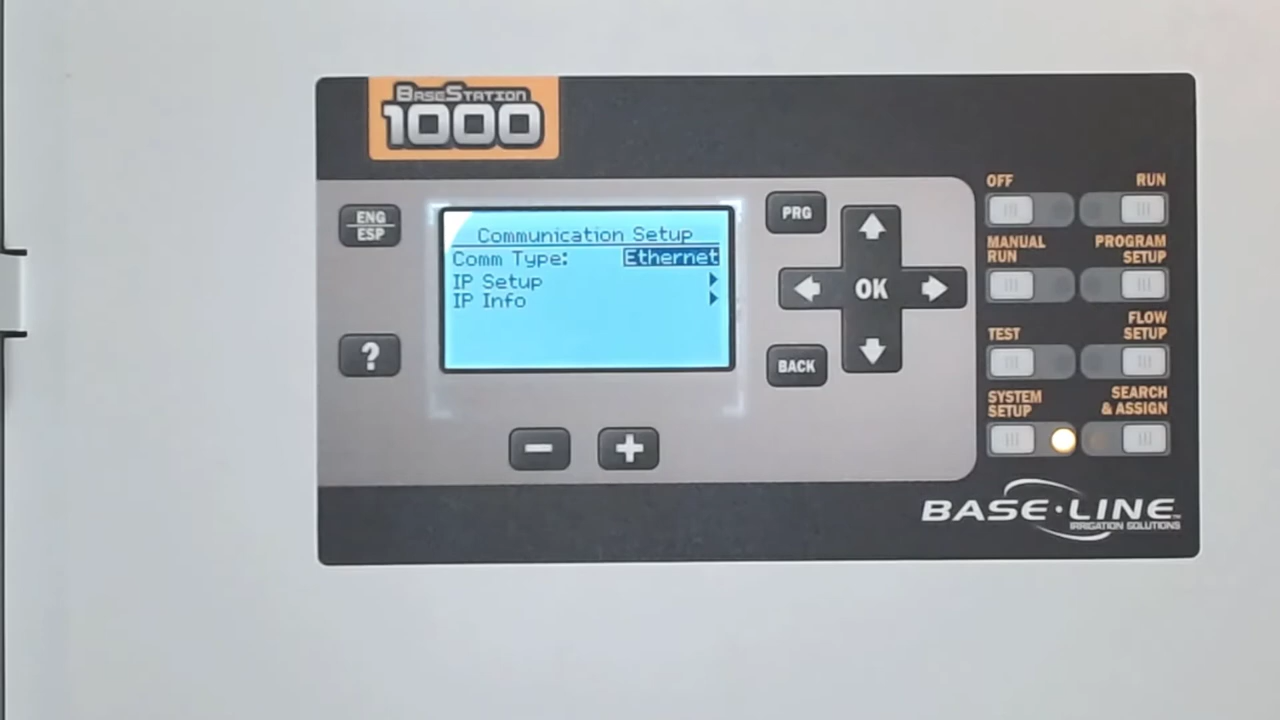 BASESTATION
1000
ENG
ESP
?
Communication Setup
Comm Type: Ethernet
IP Setup
IP Info
PRG
OK
BACK
OFF
RUN
MANUAL
RUN
PROGRAM
SETUP
TEST
FLOW
SETUP
SYSTEM
SETUP
SEARCH
& ASSIGN
BASE·LINE™
IRRIGATION SOLUTIONS